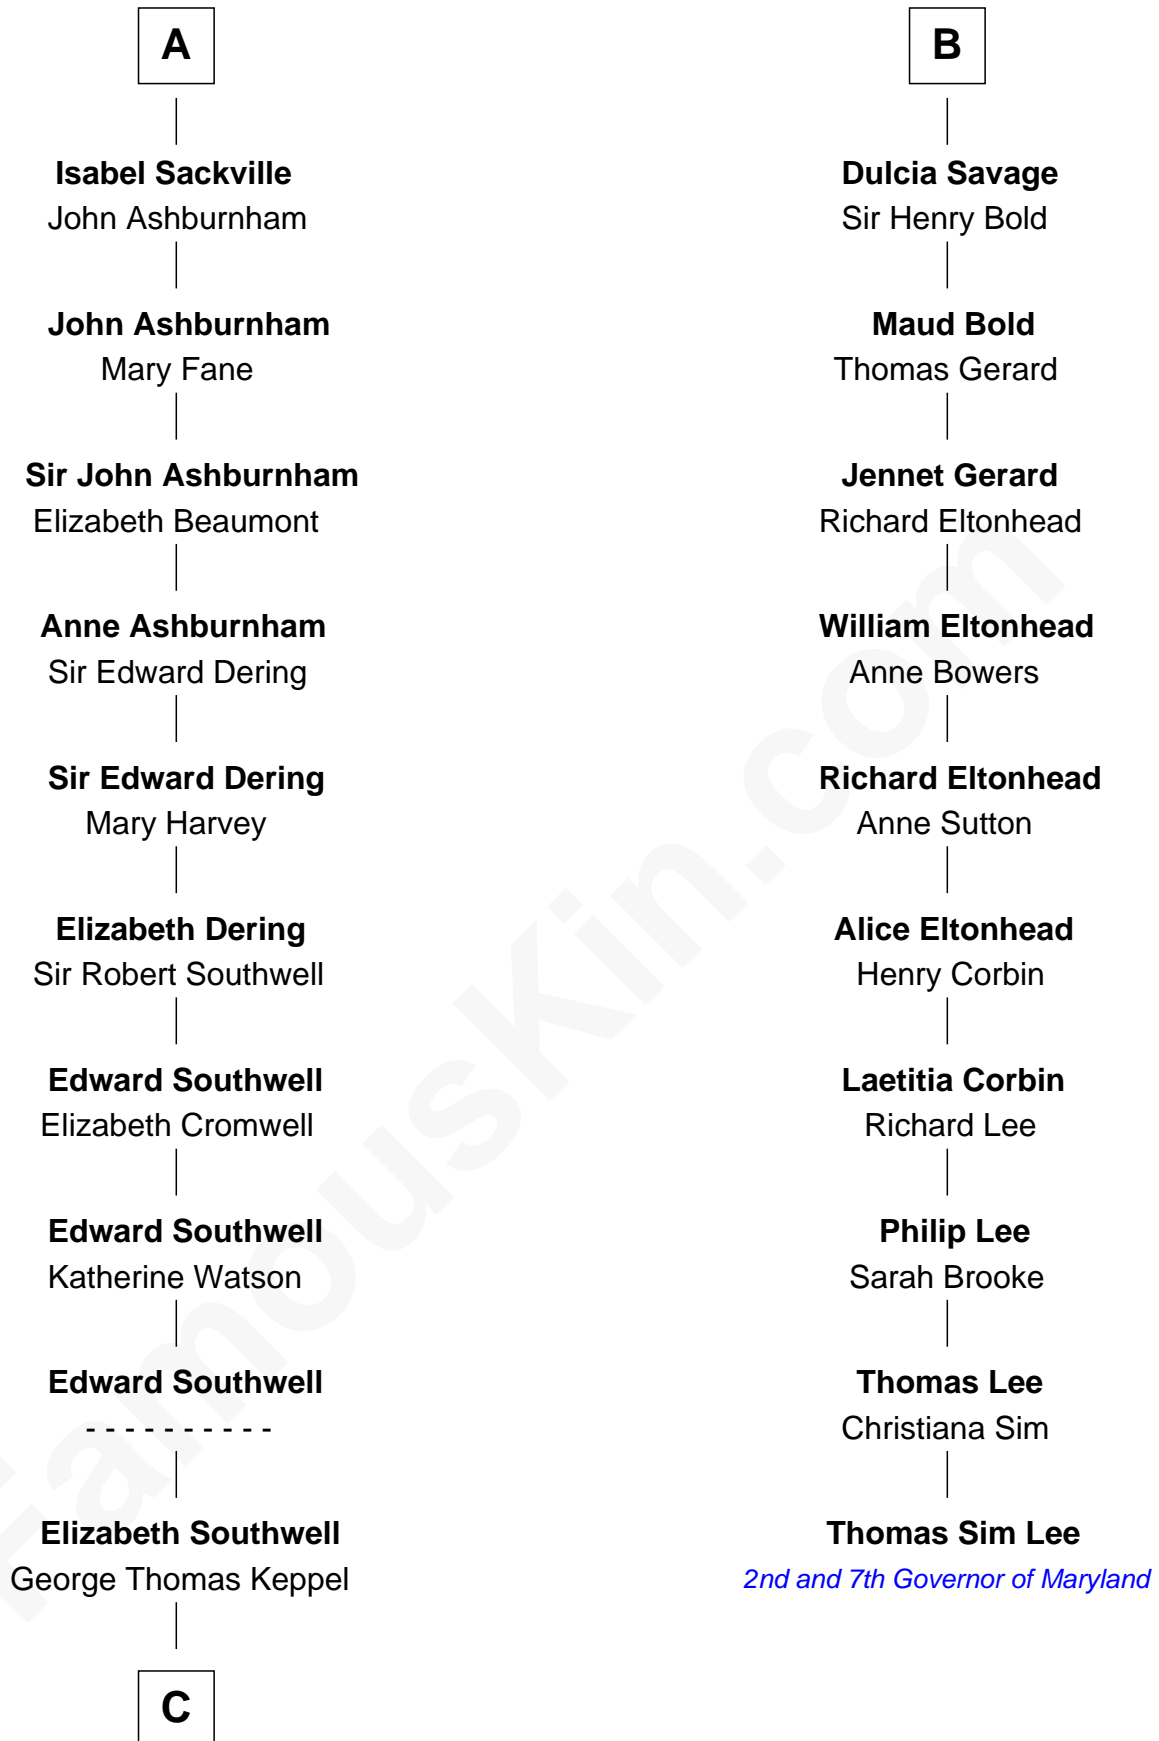 A
Isabel Sackville
John Ashburnham
John Ashburnham
Mary Fane
Sir John Ashburnham
Elizabeth Beaumont
Anne Ashburnham
Sir Edward Dering
Sir Edward Dering
Mary Harvey
Elizabeth Dering
Sir Robert Southwell
Edward Southwell
Elizabeth Cromwell
Edward Southwell
Katherine Watson
Edward Southwell
- - - - - - - - - -
Elizabeth Southwell
George Thomas Keppel
C
B
Dulcia Savage
Sir Henry Bold
Maud Bold
Thomas Gerard
Jennet Gerard
Richard Eltonhead
William Eltonhead
Anne Bowers
Richard Eltonhead
Anne Sutton
Alice Eltonhead
Henry Corbin
Laetitia Corbin
Richard Lee
Philip Lee
Sarah Brooke
Thomas Lee
Christiana Sim
Thomas Sim Lee
2nd and 7th Governor of Maryland
FamousKin.com